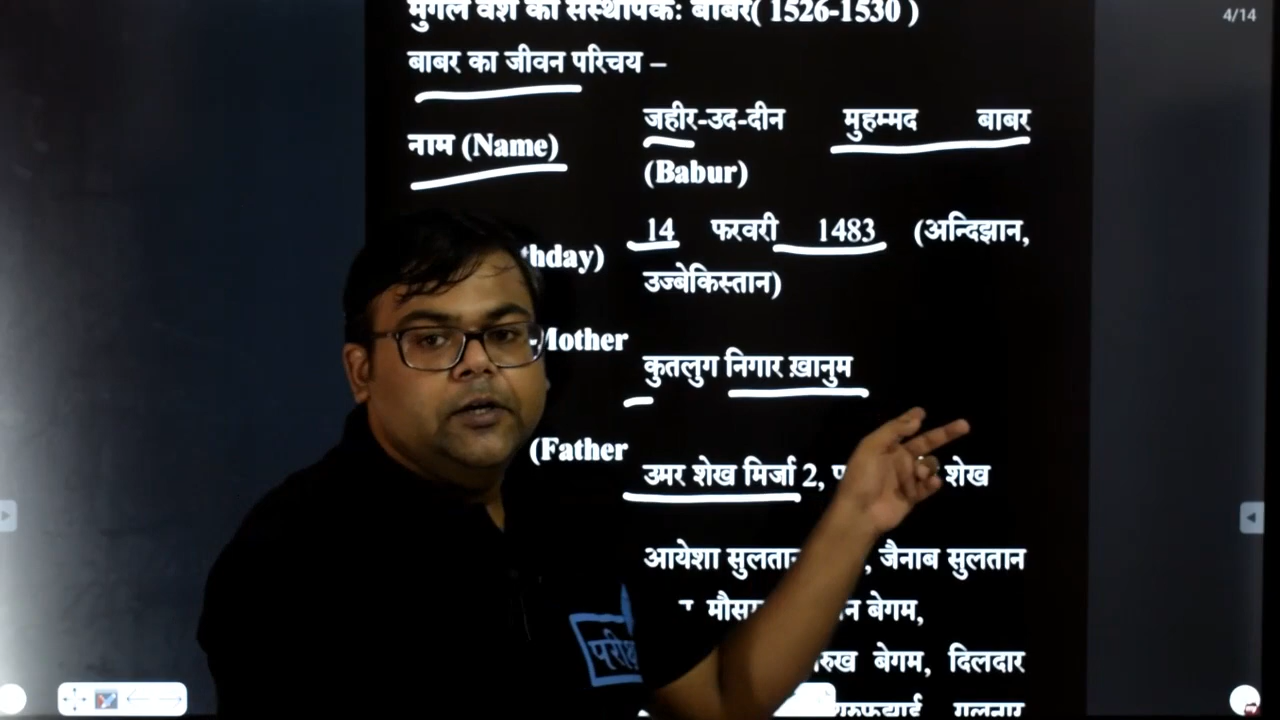 मुगल वंश का संस्थापक: बाबर( 1526-1530 )
4/14
बाबर का जीवन परिचय –
नाम (Name)
जहीर-उद-दीन मुहम्मद बाबर
(Babur)
thday)
14 फरवरी 1483 (अन्दिझान,
उज्बेकिस्तान)
Mother
कुतलुग निगार ख़ानुम
(Father
उमर शेख मिर्जा 2, शेख
आयेशा सुलतान , जैनाब सुलतान
बेगम,
बेगम, दिलदार
गुलनार